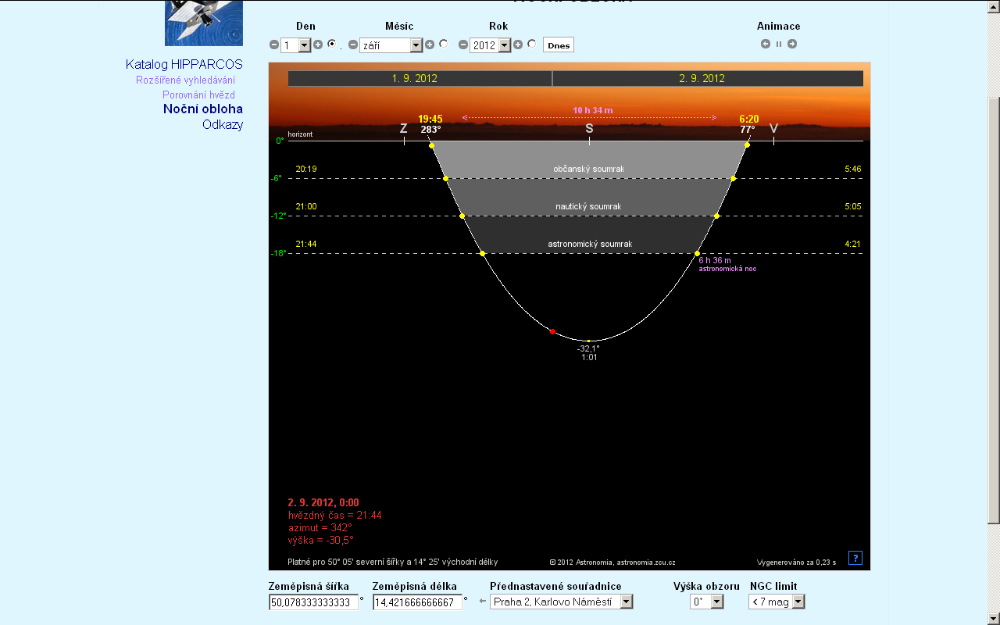 Den Měsíc Rok Animace
1 . září 2012 Dnes
Katalog HIPPARCOS
Rozšířené vyhledávání
Porovnání hvězd
Noční obloha
Odkazy
1. 9. 2012 2. 9. 2012
10 h 34 m
19:45 6:20
Z 283° S 77° V
horizont
0°
20:19 občanský soumrak 5:46
-6°
21:00 nautický soumrak 5:05
-12°
21:44 astronomický soumrak 4:21
-18°
6 h 36 m
astronomická noc
-32,1°
1:01
2. 9. 2012, 0:00
hvězdný čas = 21:44
azimut = 342°
výška = -30,5°
Platné pro 50° 05' severní šířky a 14° 25' východní délky © 2012 Astronomia, astronomia.zcu.cz Vygenerováno za 0,23 s ?
Zeměpisná šířka Zeměpisná délka Přednastavené souřadnice Výška obzoru NGC limit
50,078333333333 ° 14,421666666667 ° Praha 2, Karlovo Náměstí 0° < 7 mag